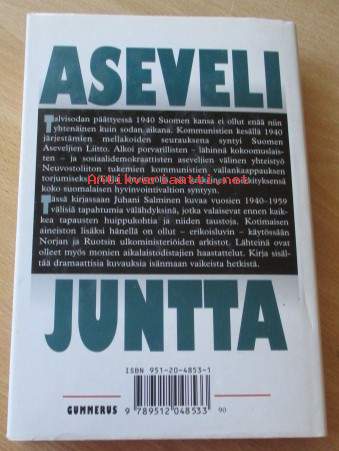 ASEVELI
Talvisodan päättyessä 1940 Suomen kansa ei ollut enää niin
yhtenäinen kuin sodan aikana. Kommunistien kesällä 1940
järjestämien mellakoiden seurauksena syntyi Suomen
Aseveljien Liitto. Alkoi porvarillisten – lähinnä kokoomuslais-
ten – ja sosiaalidemokraattisten aseveljien välinen yhteistyö
Neuvostoliiton tukemien kommunistien vallankaappauksen
torjumiseksi
koko suomalaisen hyvinvointivaltion syntyyn.
Tässä kirjassaan Juhani Salminen kuvaa vuosien 1940–1959
välisiä tapahtumia välähdyksinä, jotka valaisevat ennen kaik-
kea tapausten huippukohtia ja niiden taustoja. Kotimaisen
aineiston lisäksi hänellä on ollut – erikoisluvin – käytössään
Norjan ja Ruotsin ulkoministeriöiden arkistot. Lähteinä ovat
olleet myös monien aikalaistodistajien haastattelut. Kirja sisäl-
tää dramaattisia kuvauksia isänmaan vaikeista hetkistä.
JUNTTA
ISBN 951-20-4853-1
GUMMERUS
9 789512 048533 90